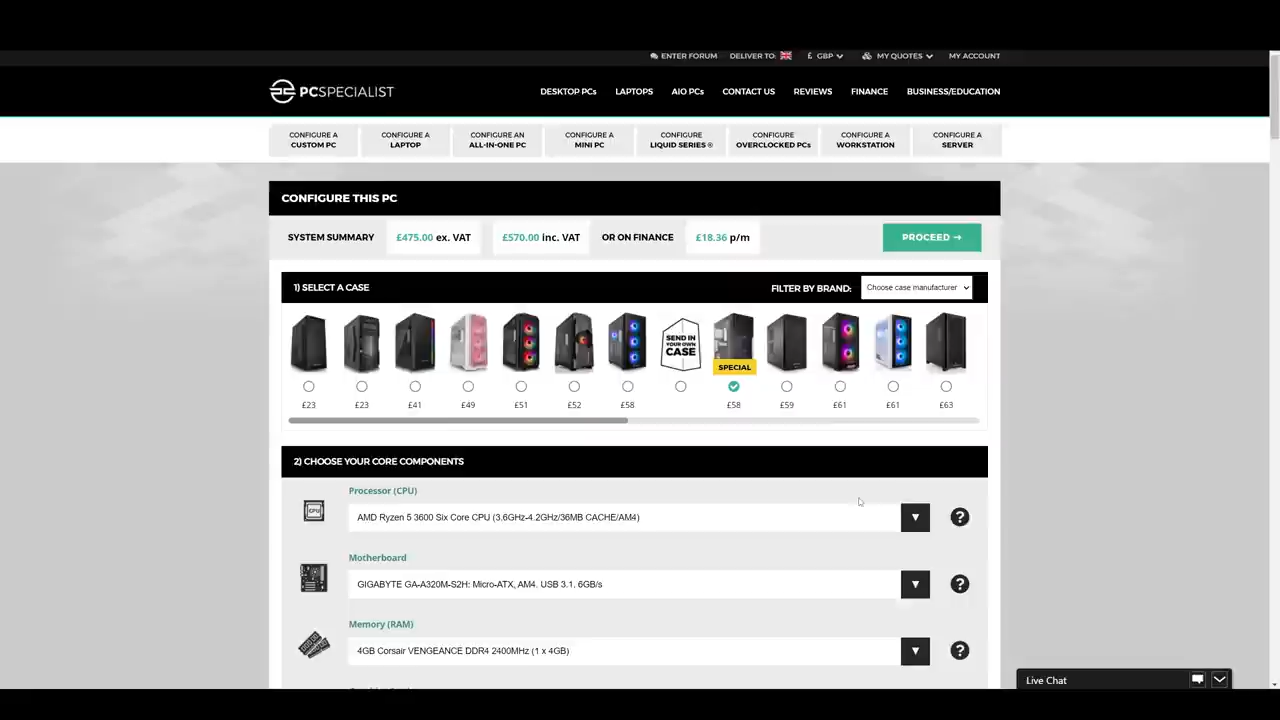 ENTER FORUM DELIVER TO: £ GBP MY QUOTES MY ACCOUNT
PCSPECIALIST DESKTOP PCs LAPTOPS AIO PCs CONTACT US REVIEWS FINANCE BUSINESS/EDUCATION
CONFIGURE A CUSTOM PC
CONFIGURE A LAPTOP
CONFIGURE AN ALL-IN-ONE PC
CONFIGURE A MINI PC
CONFIGURE LIQUID SERIES ®
CONFIGURE OVERCLOCKED PCs
CONFIGURE A WORKSTATION
CONFIGURE A SERVER
CONFIGURE THIS PC
SYSTEM SUMMARY £475.00 ex. VAT £570.00 inc. VAT OR ON FINANCE £18.36 p/m PROCEED →
1) SELECT A CASE FILTER BY BRAND: Choose case manufacturer
SEND IN YOUR OWN CASE
SPECIAL
£23 £23 £41 £49 £51 £52 £58 £58 £59 £61 £61 £63
2) CHOOSE YOUR CORE COMPONENTS
Processor (CPU)
CPU AMD Ryzen 5 3600 Six Core CPU (3.6GHz-4.2GHz/36MB CACHE/AM4) ?
Motherboard
GIGABYTE GA-A320M-S2H: Micro-ATX, AM4. USB 3.1. 6GB/s ?
Memory (RAM)
4GB Corsair VENGEANCE DDR4 2400MHz (1 x 4GB) ?
Live Chat